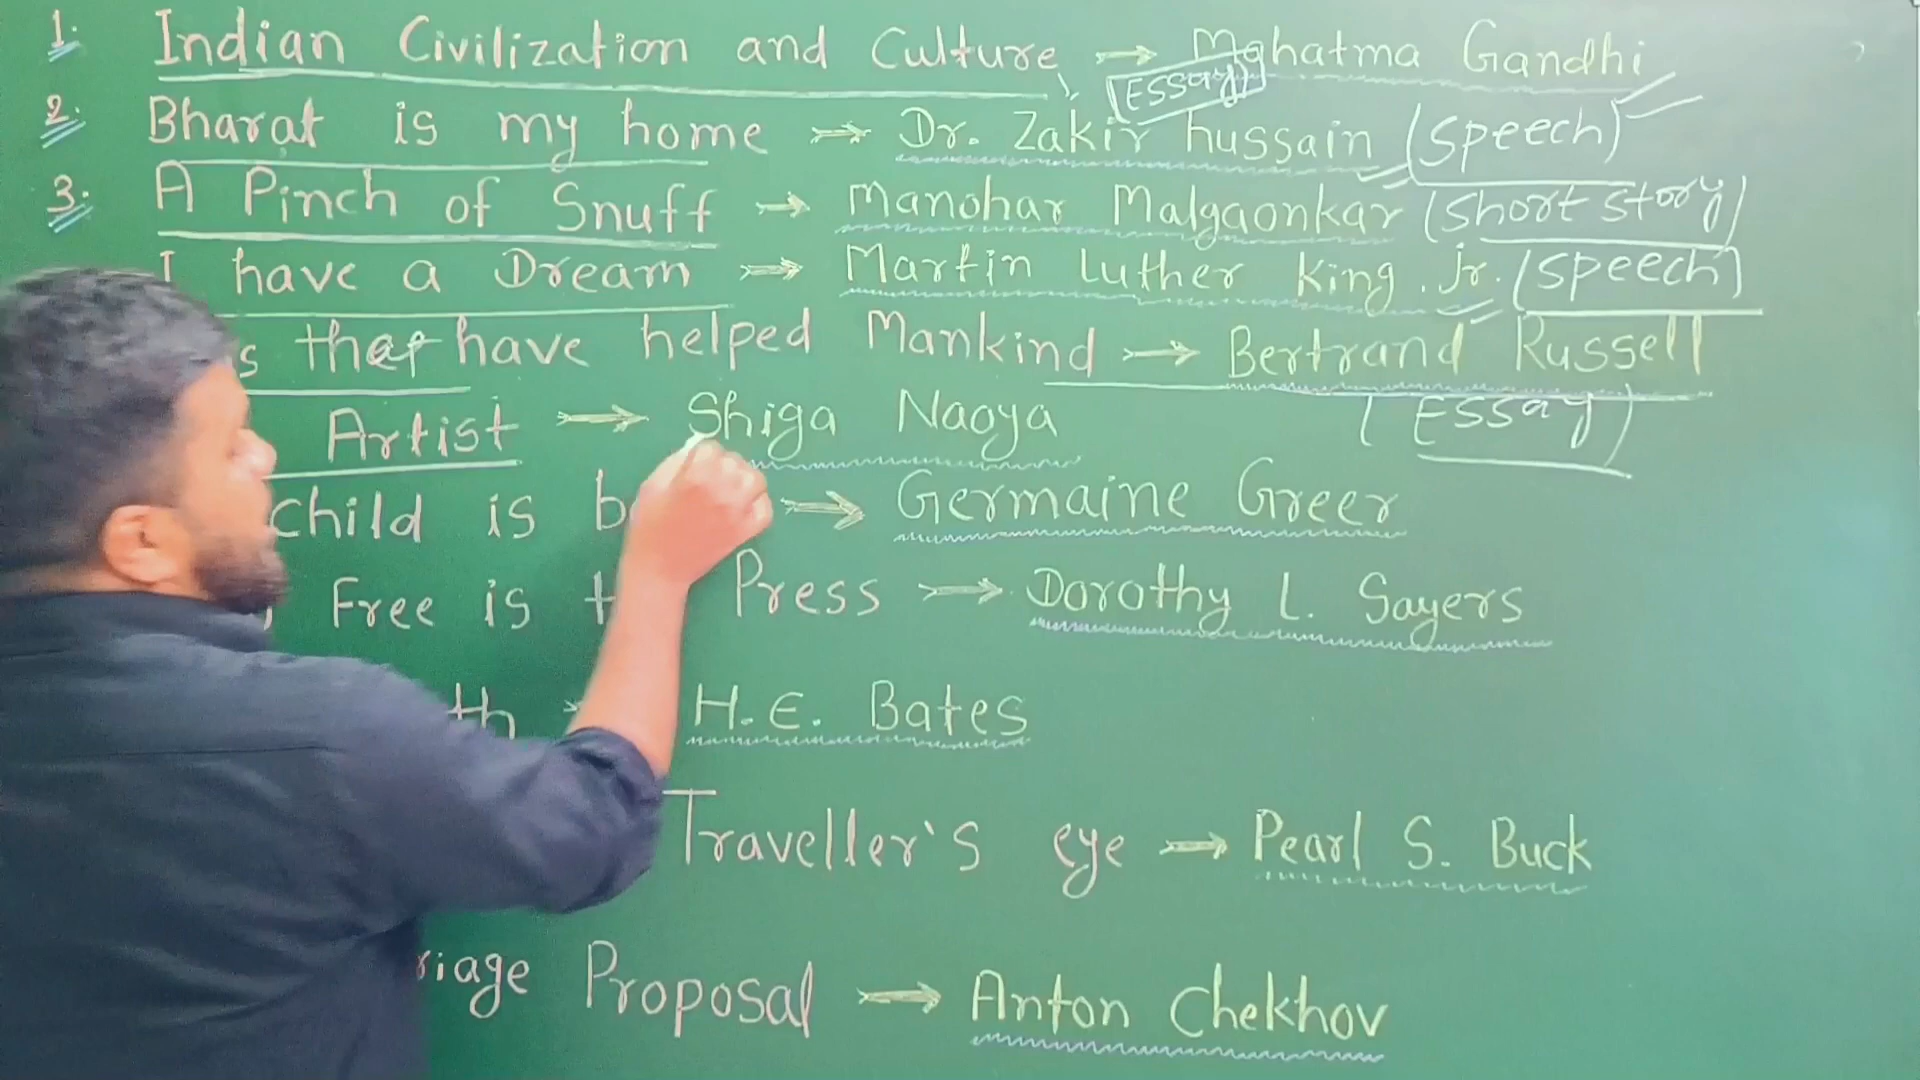 1. Indian Civilization and Culture → Mahatma Gandhi
(Essay)
2. Bharat is my home → Dr. Zakir hussain (Speech)
3. A Pinch of Snuff → Manohar Malgaonkar (Short story)
I have a Dream → Martin Luther King .Jr. (Speech)
that have helped Mankind → Bertrand Russell
(Essay)
Artist → Shiga Naoya
child is → Germaine Greer
Free is Press → Dorothy L. Sayers
H.E. Bates
Traveller's eye → Pearl S. Buck
riage Proposal → Anton Chekhov